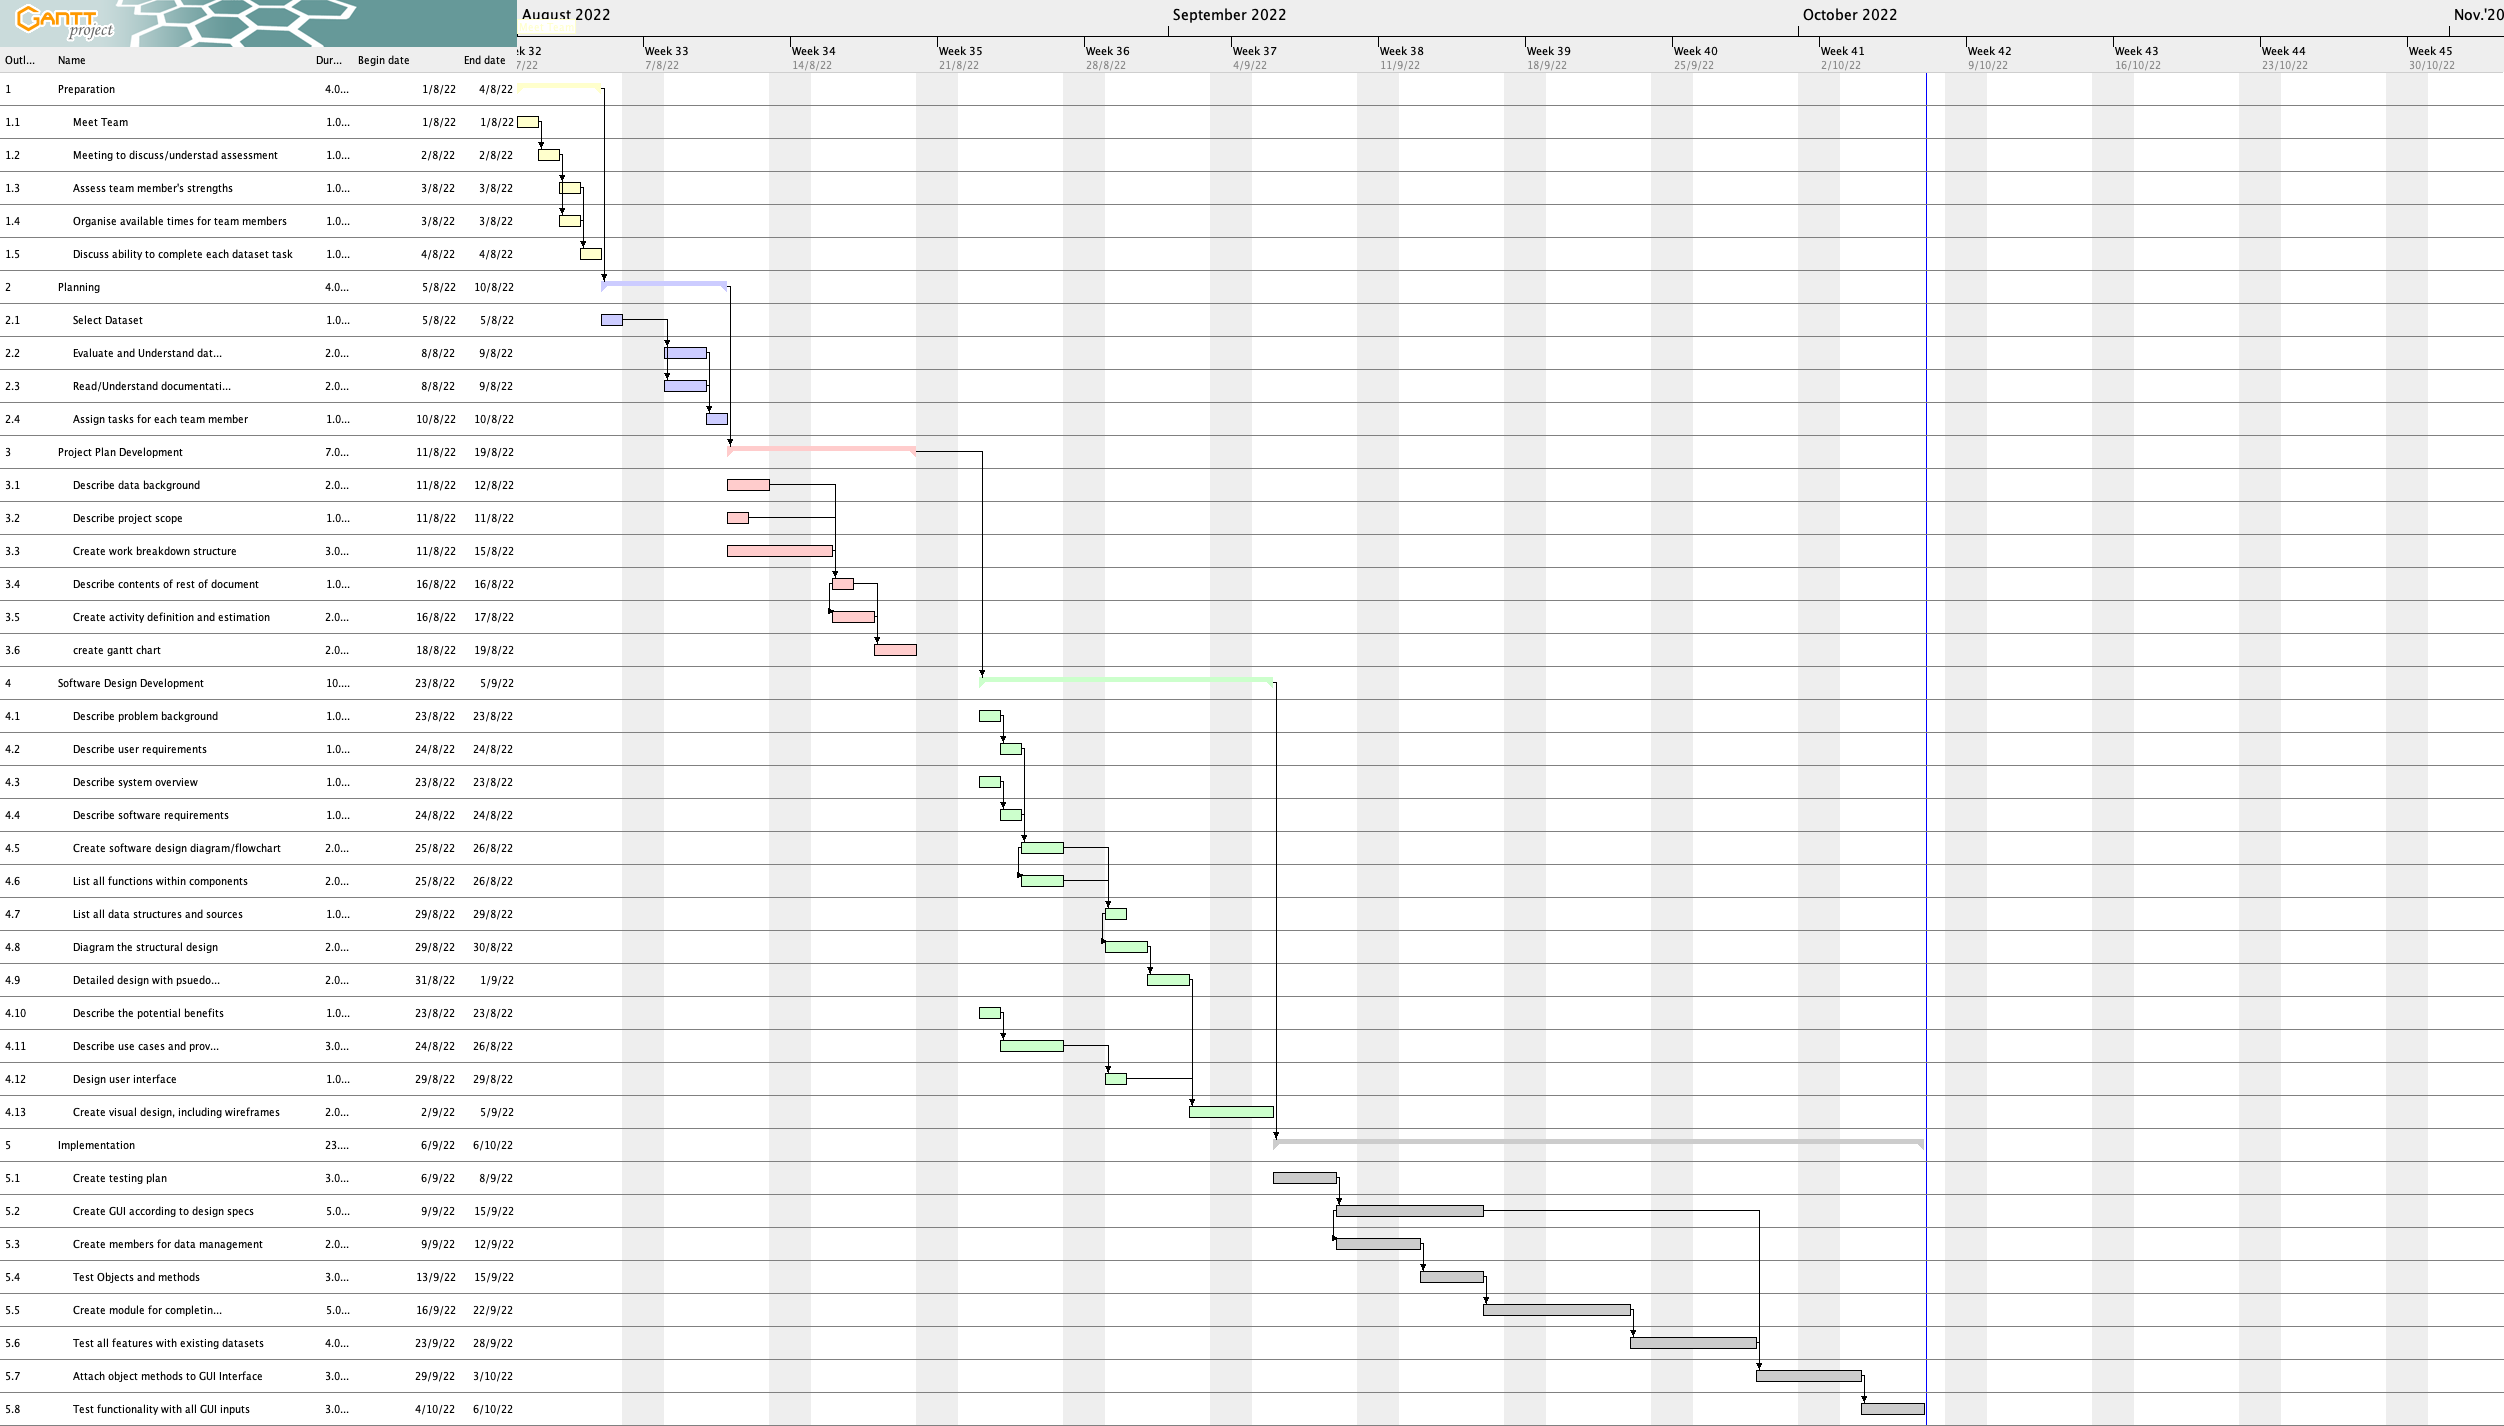 GANTT
project
August 2022 September 2022 October 2022 Nov.'20
ek 32 Week 33 Week 34 Week 35 Week 36 Week 37 Week 38 Week 39 Week 40 Week 41 Week 42 Week 43 Week 44 Week 45
Outl... Name Dur... Begin date End date 7/22 7/8/22 14/8/22 21/8/22 28/8/22 4/9/22 11/9/22 18/9/22 25/9/22 2/10/22 9/10/22 16/10/22 23/10/22 30/10/22
1 Preparation 4.0... 1/8/22 4/8/22
1.1 Meet Team 1.0... 1/8/22 1/8/22
1.2 Meeting to discuss/understad assessment 1.0... 2/8/22 2/8/22
1.3 Assess team member's strengths 1.0... 3/8/22 3/8/22
1.4 Organise available times for team members 1.0... 3/8/22 3/8/22
1.5 Discuss ability to complete each dataset task 1.0... 4/8/22 4/8/22
2 Planning 4.0... 5/8/22 10/8/22
2.1 Select Dataset 1.0... 5/8/22 5/8/22
2.2 Evaluate and Understand dat... 2.0... 8/8/22 9/8/22
2.3 Read/Understand documentati... 2.0... 8/8/22 9/8/22
2.4 Assign tasks for each team member 1.0... 10/8/22 10/8/22
3 Project Plan Development 7.0... 11/8/22 19/8/22
3.1 Describe data background 2.0... 11/8/22 12/8/22
3.2 Describe project scope 1.0... 11/8/22 11/8/22
3.3 Create work breakdown structure 3.0... 11/8/22 15/8/22
3.4 Describe contents of rest of document 1.0... 16/8/22 16/8/22
3.5 Create activity definition and estimation 2.0... 16/8/22 17/8/22
3.6 create gantt chart 2.0... 18/8/22 19/8/22
4 Software Design Development 10.... 23/8/22 5/9/22
4.1 Describe problem background 1.0... 23/8/22 23/8/22
4.2 Describe user requirements 1.0... 24/8/22 24/8/22
4.3 Describe system overview 1.0... 23/8/22 23/8/22
4.4 Describe software requirements 1.0... 24/8/22 24/8/22
4.5 Create software design diagram/flowchart 2.0... 25/8/22 26/8/22
4.6 List all functions within components 2.0... 25/8/22 26/8/22
4.7 List all data structures and sources 1.0... 29/8/22 29/8/22
4.8 Diagram the structural design 2.0... 29/8/22 30/8/22
4.9 Detailed design with psuedo... 2.0... 31/8/22 1/9/22
4.10 Describe the potential benefits 1.0... 23/8/22 23/8/22
4.11 Describe use cases and prov... 3.0... 24/8/22 26/8/22
4.12 Design user interface 1.0... 29/8/22 29/8/22
4.13 Create visual design, including wireframes 2.0... 2/9/22 5/9/22
5 Implementation 23.... 6/9/22 6/10/22
5.1 Create testing plan 3.0... 6/9/22 8/9/22
5.2 Create GUI according to design specs 5.0... 9/9/22 15/9/22
5.3 Create members for data management 2.0... 9/9/22 12/9/22
5.4 Test Objects and methods 3.0... 13/9/22 15/9/22
5.5 Create module for completin... 5.0... 16/9/22 22/9/22
5.6 Test all features with existing datasets 4.0... 23/9/22 28/9/22
5.7 Attach object methods to GUI Interface 3.0... 29/9/22 3/10/22
5.8 Test functionality with all GUI inputs 3.0... 4/10/22 6/10/22